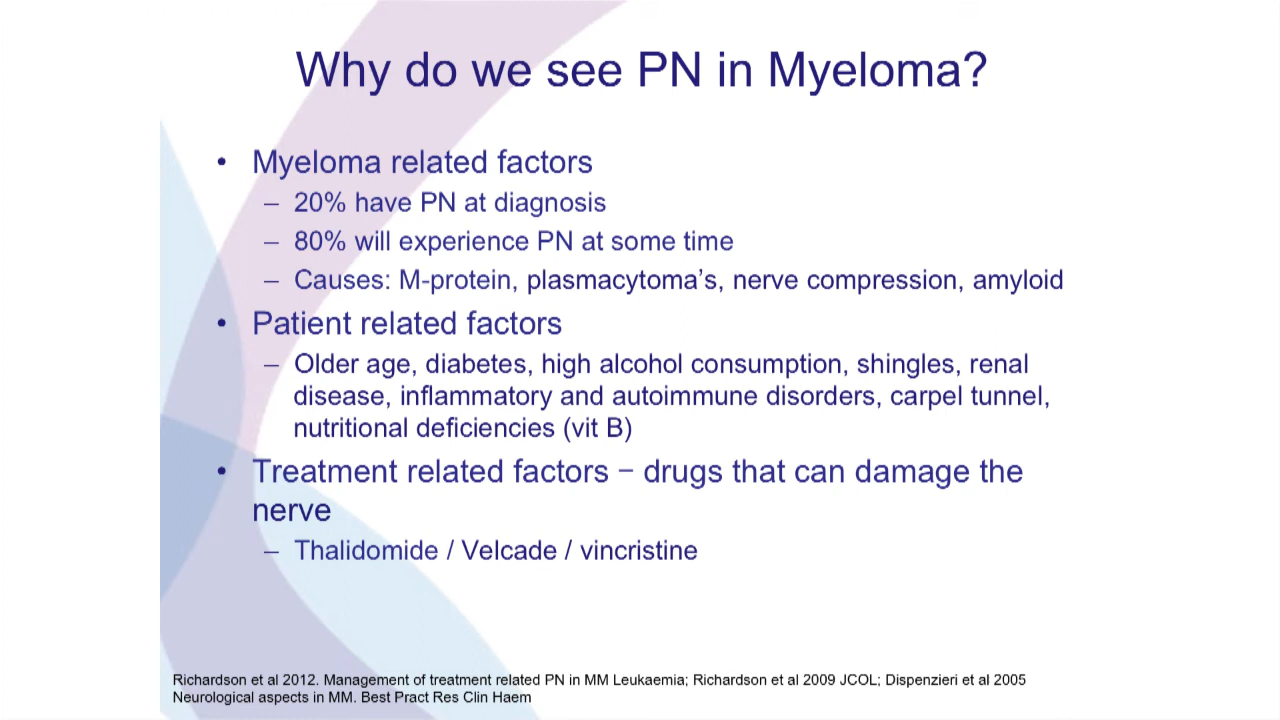 Why do we see PN in Myeloma?
• Myeloma related factors
– 20% have PN at diagnosis
– 80% will experience PN at some time
– Causes: M-protein, plasmacytoma's, nerve compression, amyloid
• Patient related factors
– Older age, diabetes, high alcohol consumption, shingles, renal
disease, inflammatory and autoimmune disorders, carpel tunnel,
nutritional deficiencies (vit B)
• Treatment related factors − drugs that can damage the
nerve
– Thalidomide / Velcade / vincristine
Richardson et al 2012. Management of treatment related PN in MM Leukaemia; Richardson et al 2009 JCOL; Dispenzieri et al 2005
Neurological aspects in MM. Best Pract Res Clin Haem